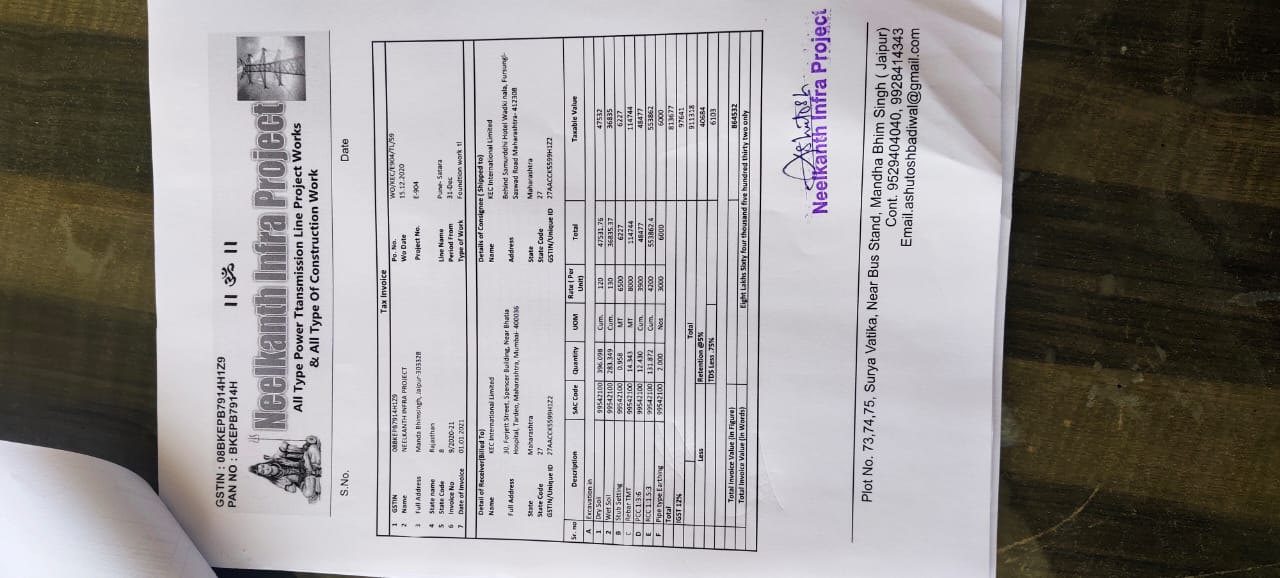 GSTIN : 08BKEPB7914H1Z9
PAN NO : BKEPB7914H
|| ॐ ||
Neelkanth Infra Project
All Type Power Ttansmission Line Project Works
& All Type Of Construction Work
S.No. Date
Tax Invoice
1 GSTIN 08BKEPB7914H1Z9 Po. No. WO/KEC/E904/TL/59
2 Name NEELKANTH INFRA PROJECT Wo Date 15.12.2020
3 Full Address Manda Bhimsingh, Jaipur-303328 Project No. E-904
4 State name Rajasthan
5 State Code 8 Line Name Pune- Satara
6 Invoice No 9/2020-21 Period From 31-Dec
7 Date of Invoice 01.01.2021 Type of Work Foundtion work tl
Detail of Receiver(Billed To) Details of Consignee ( Shipped to)
Name KEC International Limited Name KEC International Limited
Full Address 30, Forjett Street, Spencer Building, Near Bhatia Hospital, Tardeo, Maharashtra, Mumbai- 400036 Address Behind Samurddhi Hotel Wadki nala, Fursungi-Saswad Road Maharashtra- 412308
State Maharashtra State Maharashtra
State Code 27 State Code 27
GSTIN/Unique ID 27AACCK5599H1Z2 GSTIN/Unique ID 27AACCK5599H1Z2
Sr. no Description SAC Code Quantity UOM Rate ( Per Unit) Total Taxable Value
A Excavation in
1 Dry Soil 99542100 396.098 Cum. 120 47531.76 47532
2 Wet Soil 99542100 283.349 Cum. 130 36835.37 36835
B Stub Setting 99542100 0.958 MT 6500 6227 6227
C Rebar TMT 99542100 14.343 MT 8000 114744 114744
D PCC 1:3:6 99542100 12.430 Cum. 3900 48477 48477
E RCC 1:1.5:3 99542100 131.872 Cum. 4200 553862.4 553862
F Pipe type Earthing 99542100 2.000 Nos 3000 6000 6000
Total 813677
IGST 12% 97641
Total 911318
Less Retention @5% 40684
TDS Less .75% 6103
Total Invoice Value (in Figure) 864532
Total Invoice Value (in Words) Eight Lakhs Sixty four thousand five hundred thirty two only
Ashutosh
Neelkanth Infra Project
Plot No. 73,74,75, Surya Vatika, Near Bus Stand, Mandha Bhim Singh ( Jaipur)
Cont. 9529404040, 9928414343
Email.ashutoshbadiwal@gmail.com